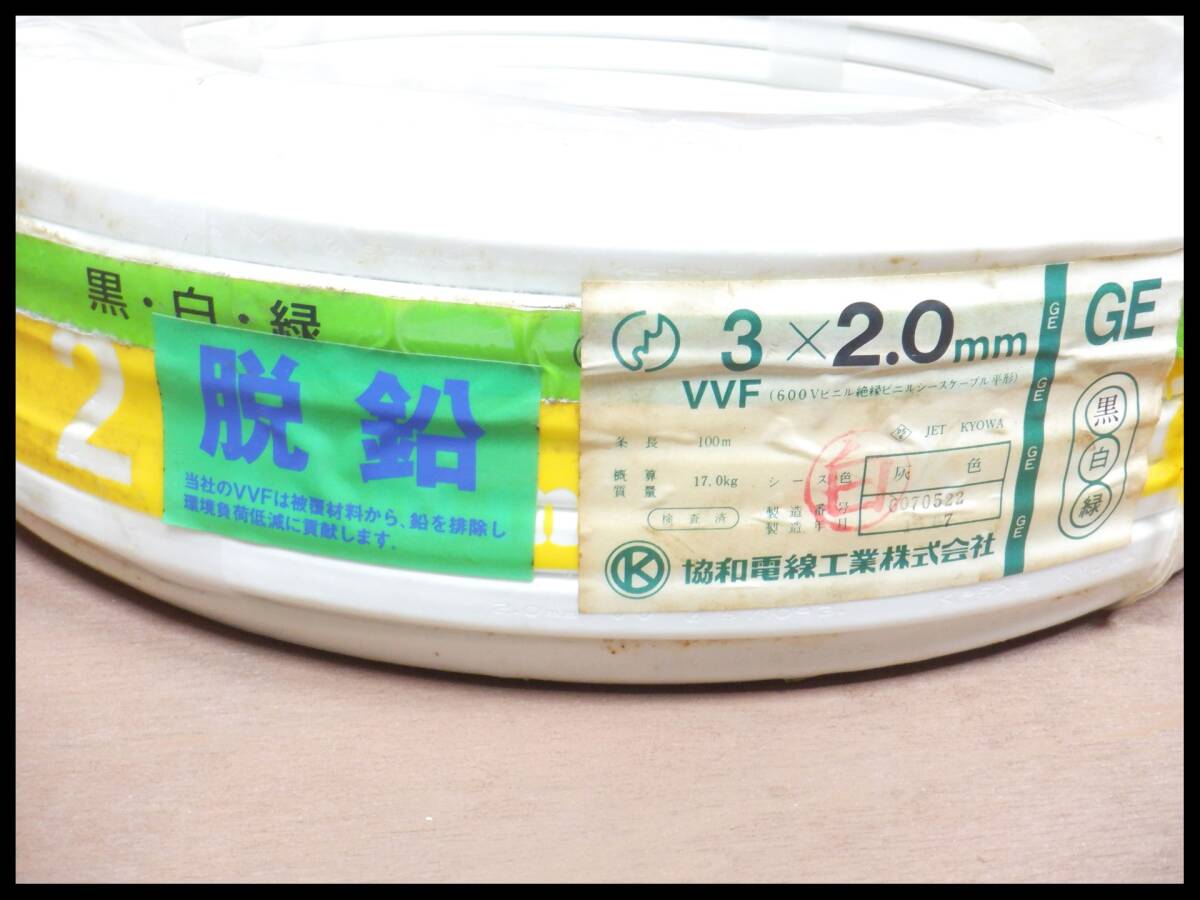 黒・白・緑
2
脱鉛
当社のVVFは被覆材料から、鉛を排除し
環境負荷低減に貢献します。
3×2.0mm
VVF (600Vビニル絶縁ビニルシースケーブル平形)
条長 100m
JET KYOWA
概算質量 17.0kg
シース色 灰色
検査済
製造番号 0070522
製造年月 7
K 協和電線工業株式会社
GE
GE
GE
GE
GE
黒
白
緑